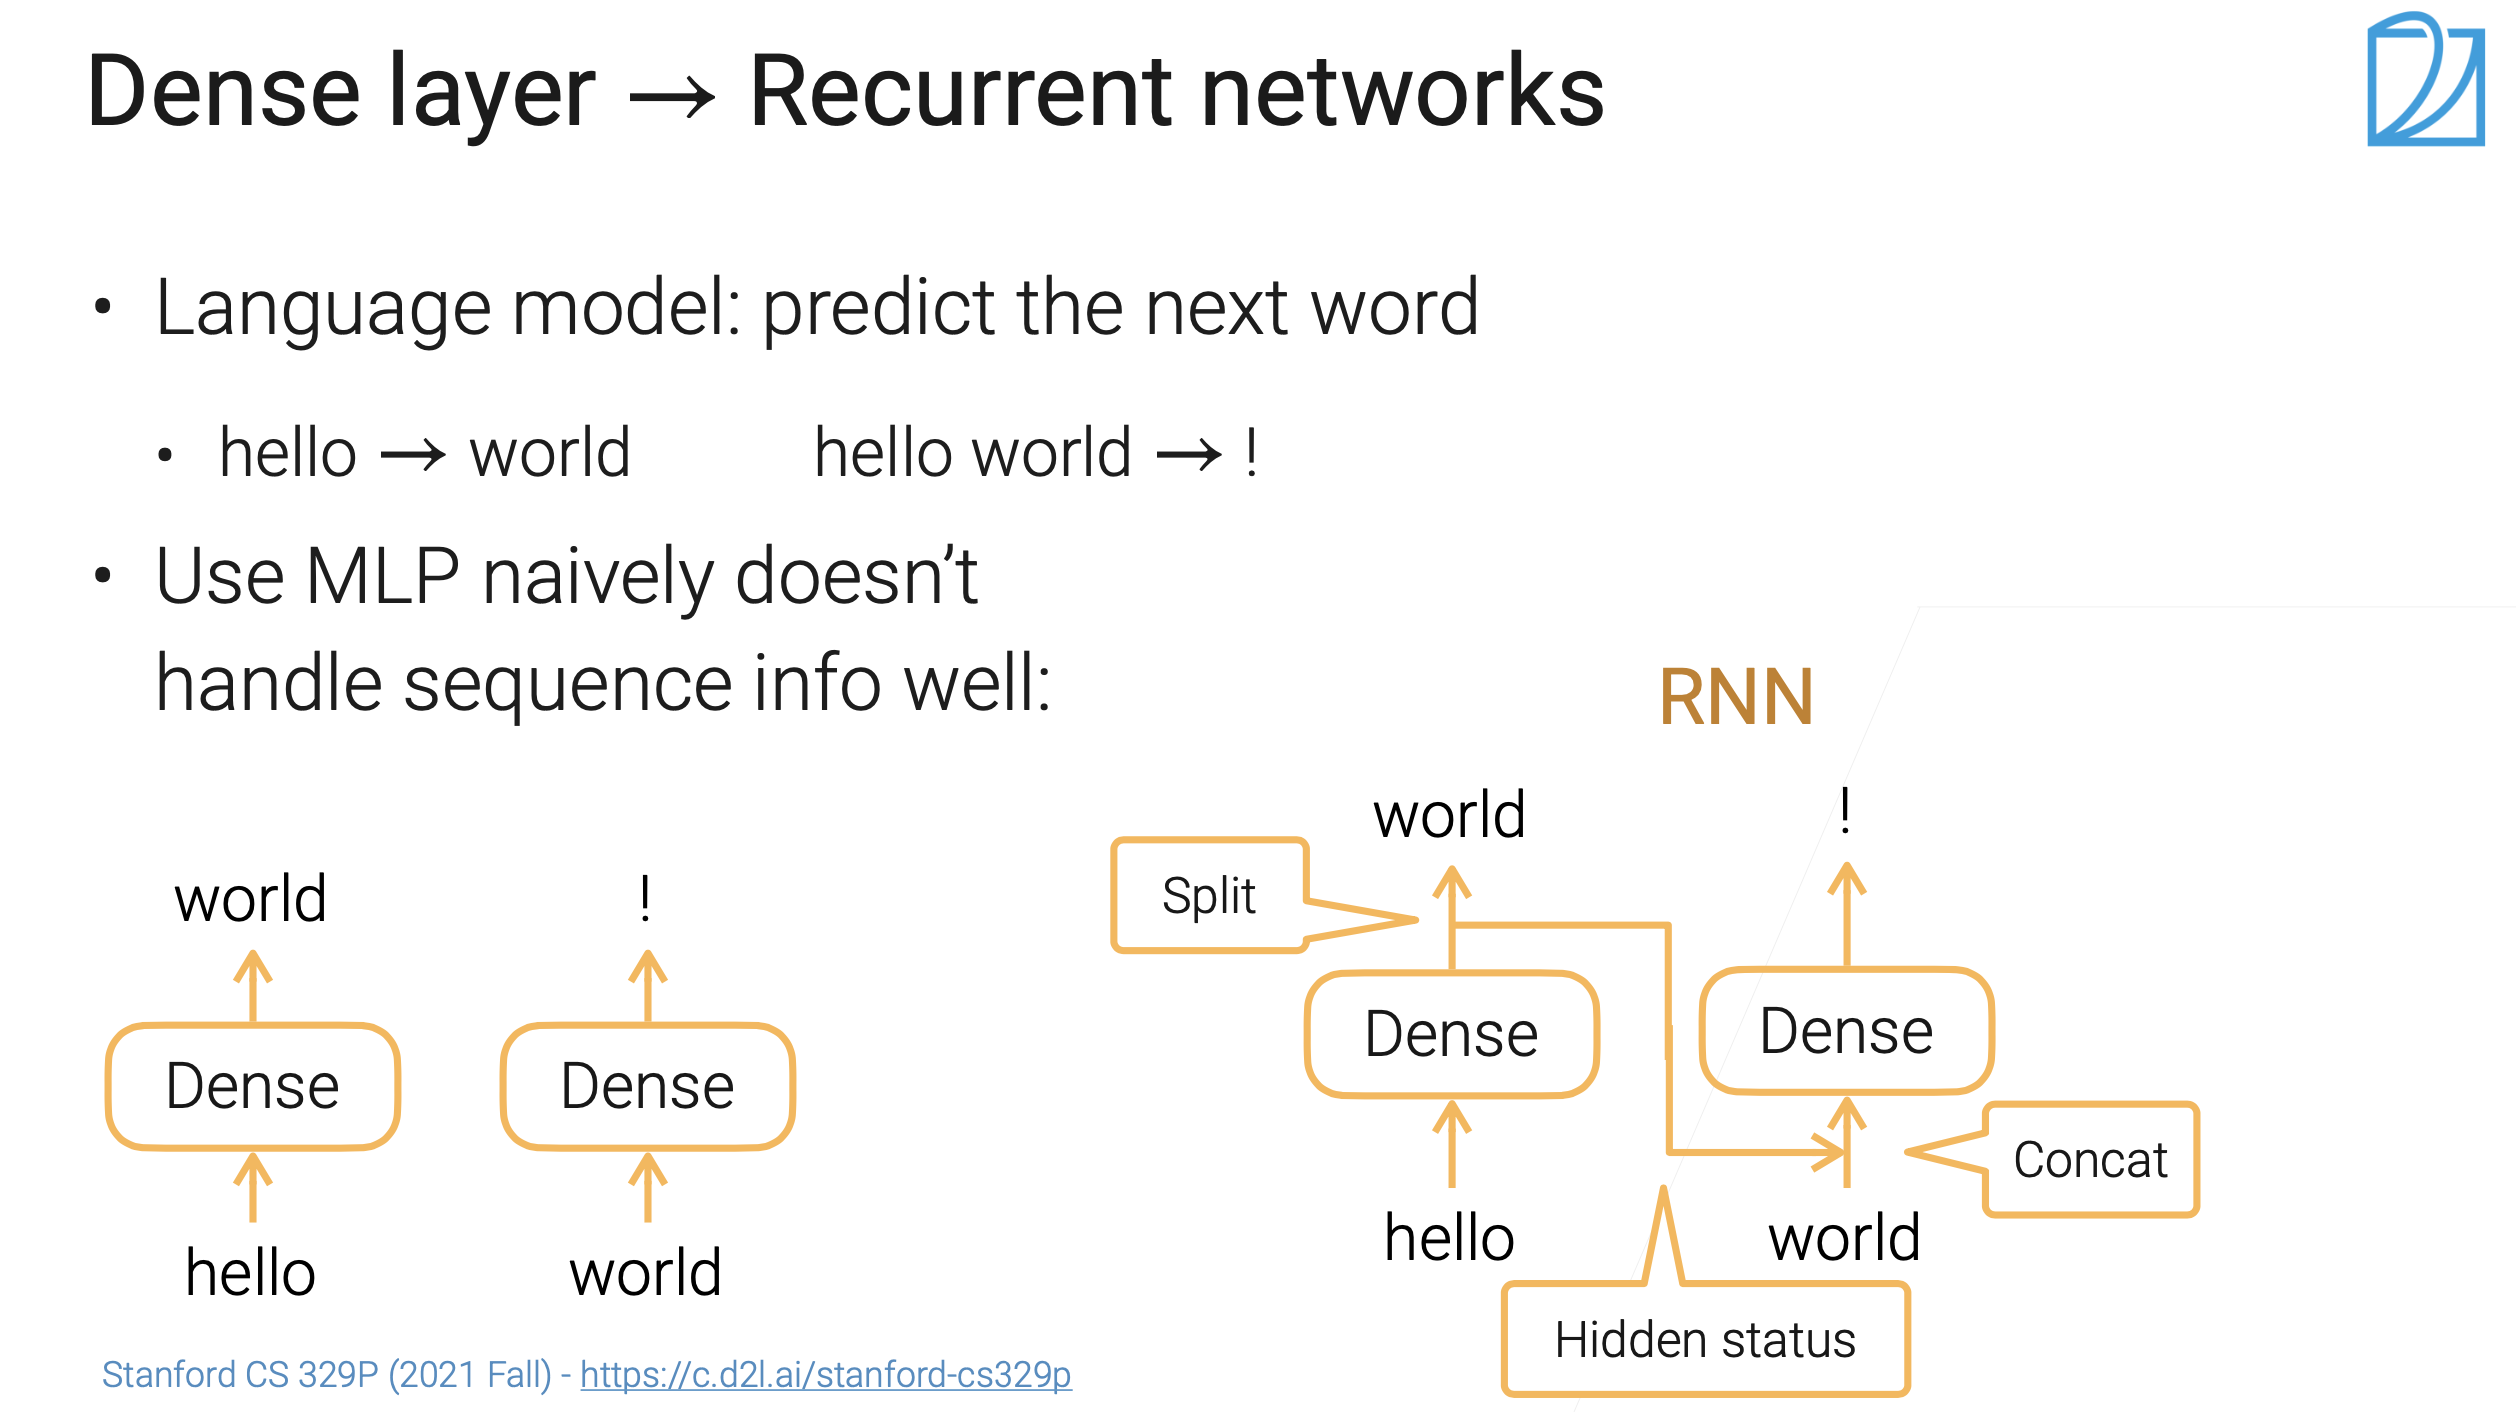 Dense layer → Recurrent networks
• Language model: predict the next word
• hello → world hello world → !
• Use MLP naively doesn’t
handle sequence info well:
world
!
Dense
Dense
hello
world
RNN
world
!
Split
Dense
Dense
Concat
hello
world
Hidden status
Stanford CS 329P (2021 Fall) - https://c.d2l.ai/stanford-cs329p